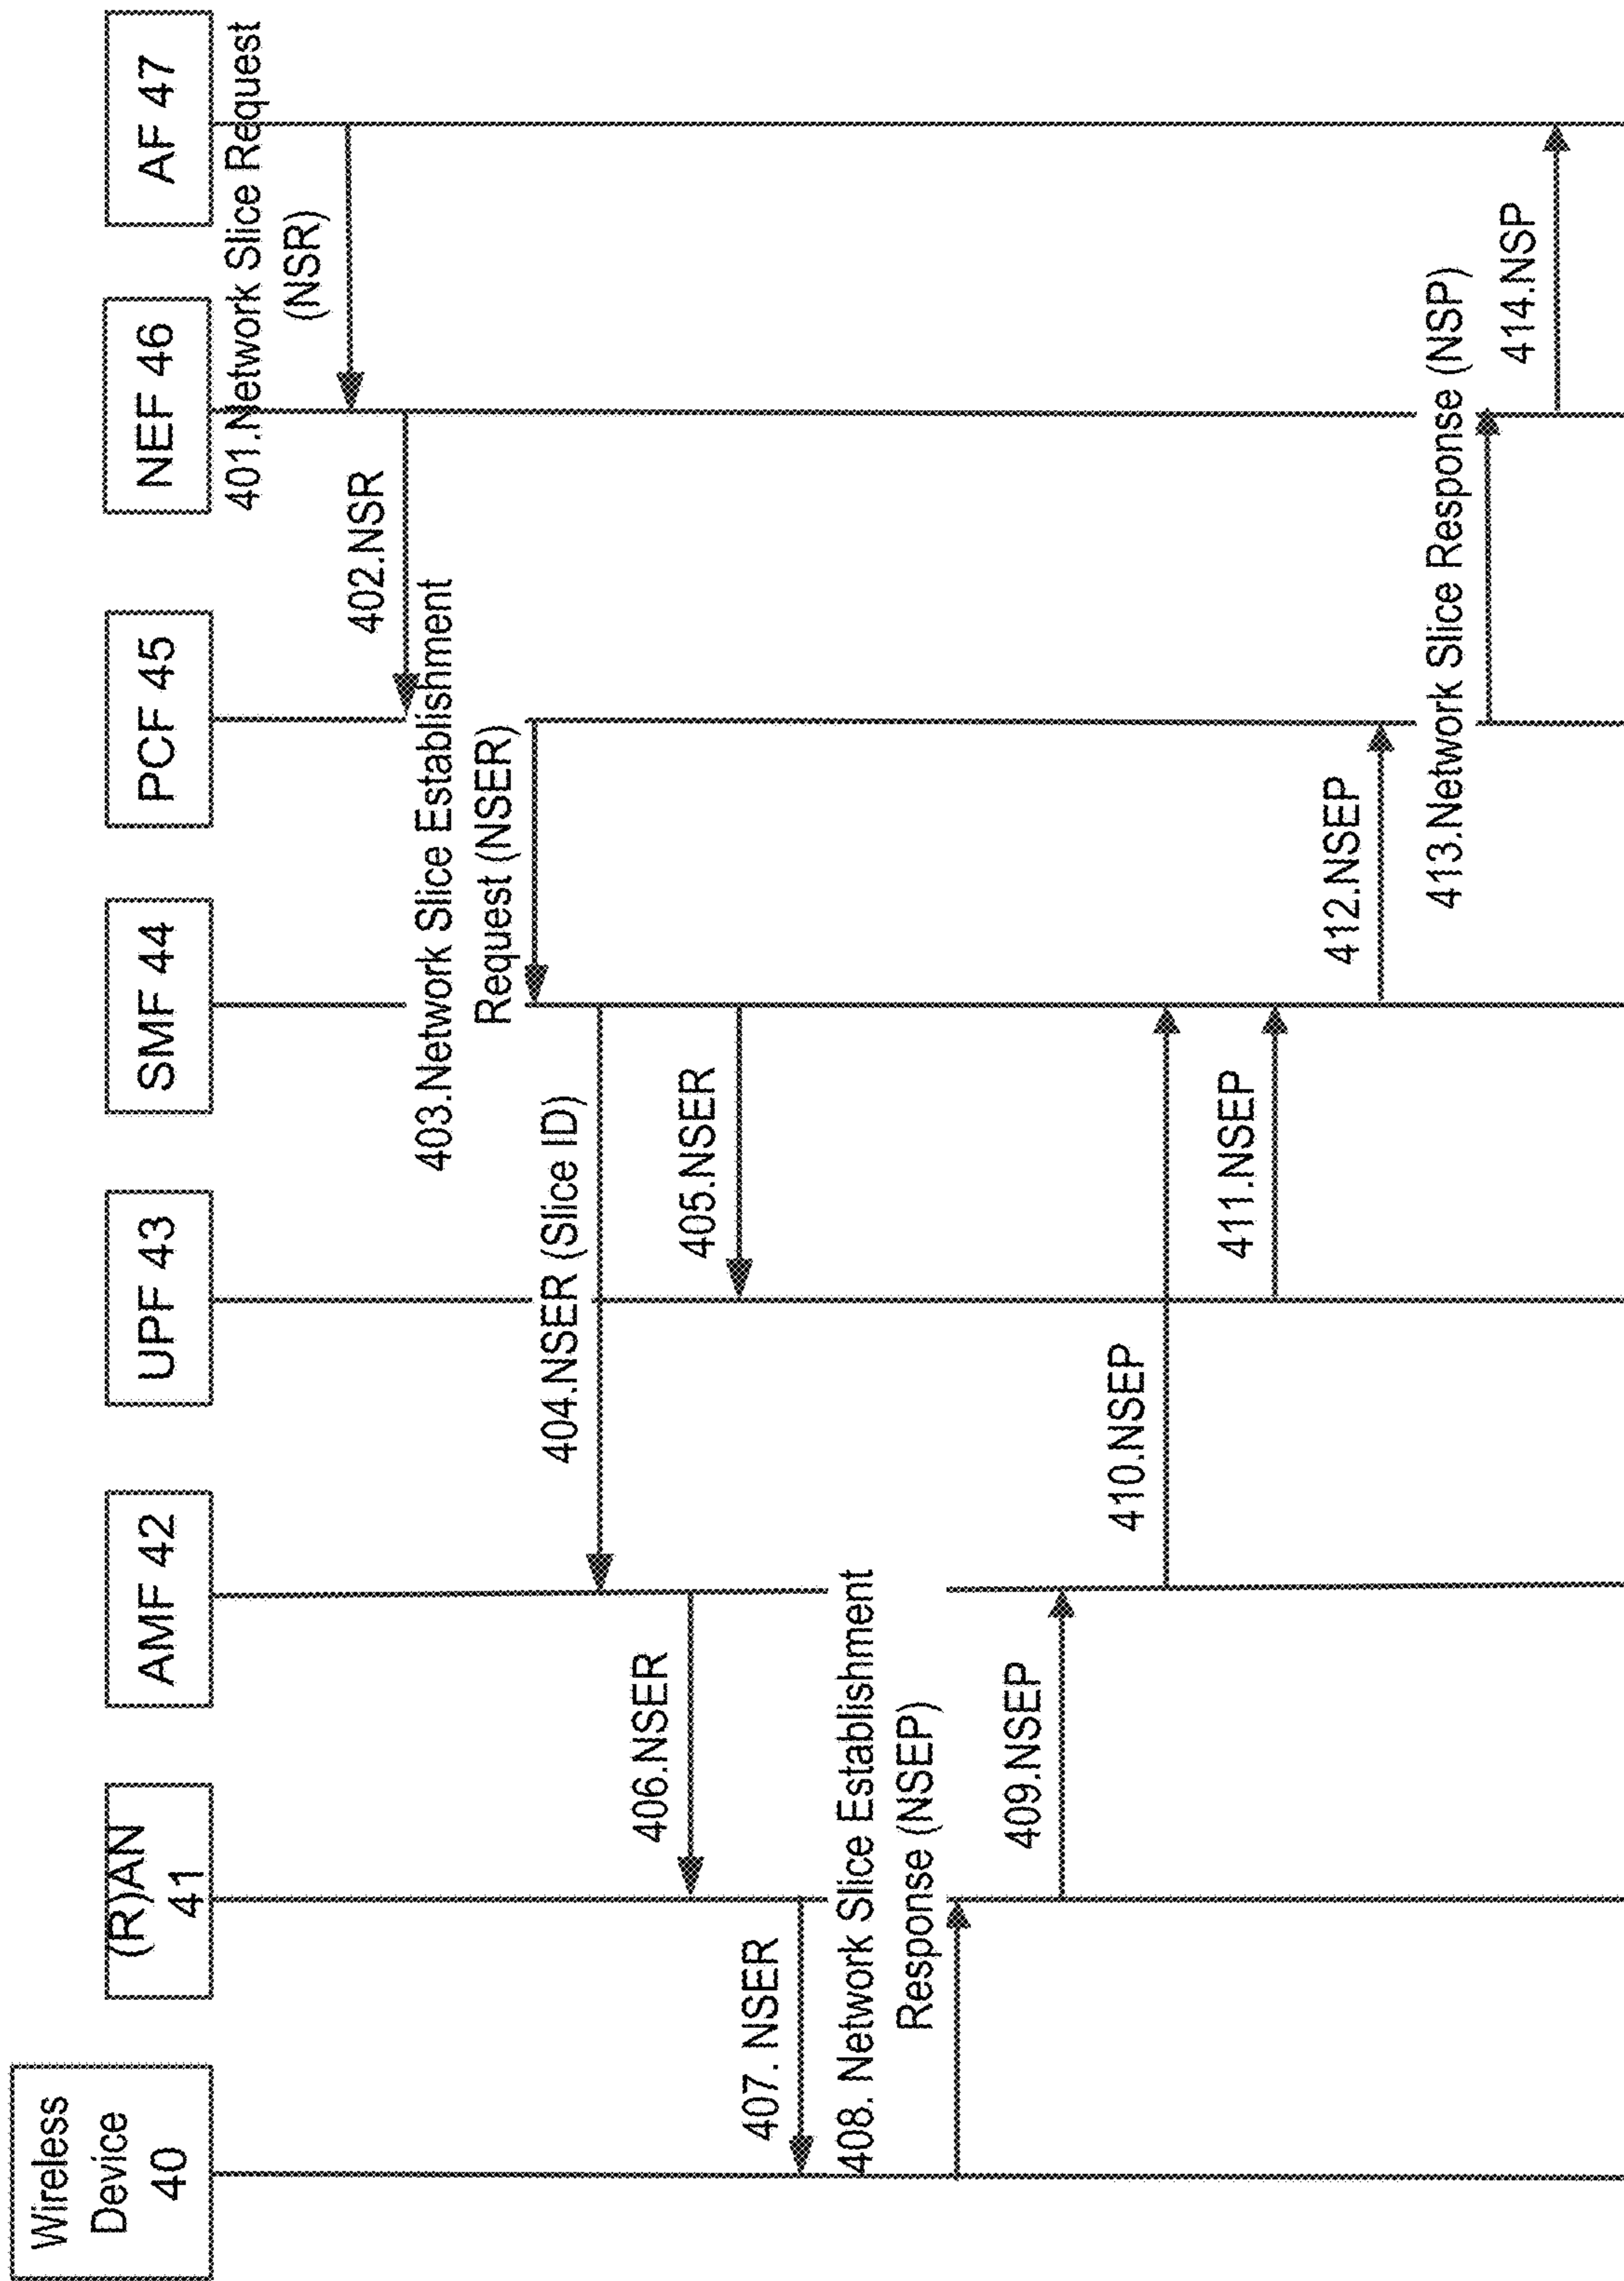 Wireless
Device
40
(R)AN
41
AMF 42
UPF 43
SMF 44
PCF 45
NEF 46
AF 47
401.Network Slice Request
(NSR)
402.NSR
403.Network Slice Establishment
Request (NSER)
404.NSER (Slice ID)
405.NSER
406.NSER
407. NSER
408. Network Slice Establishment
Response (NSEP)
409.NSEP
410.NSEP
411.NSEP
412.NSEP
413.Network Slice Response (NSP)
414.NSP